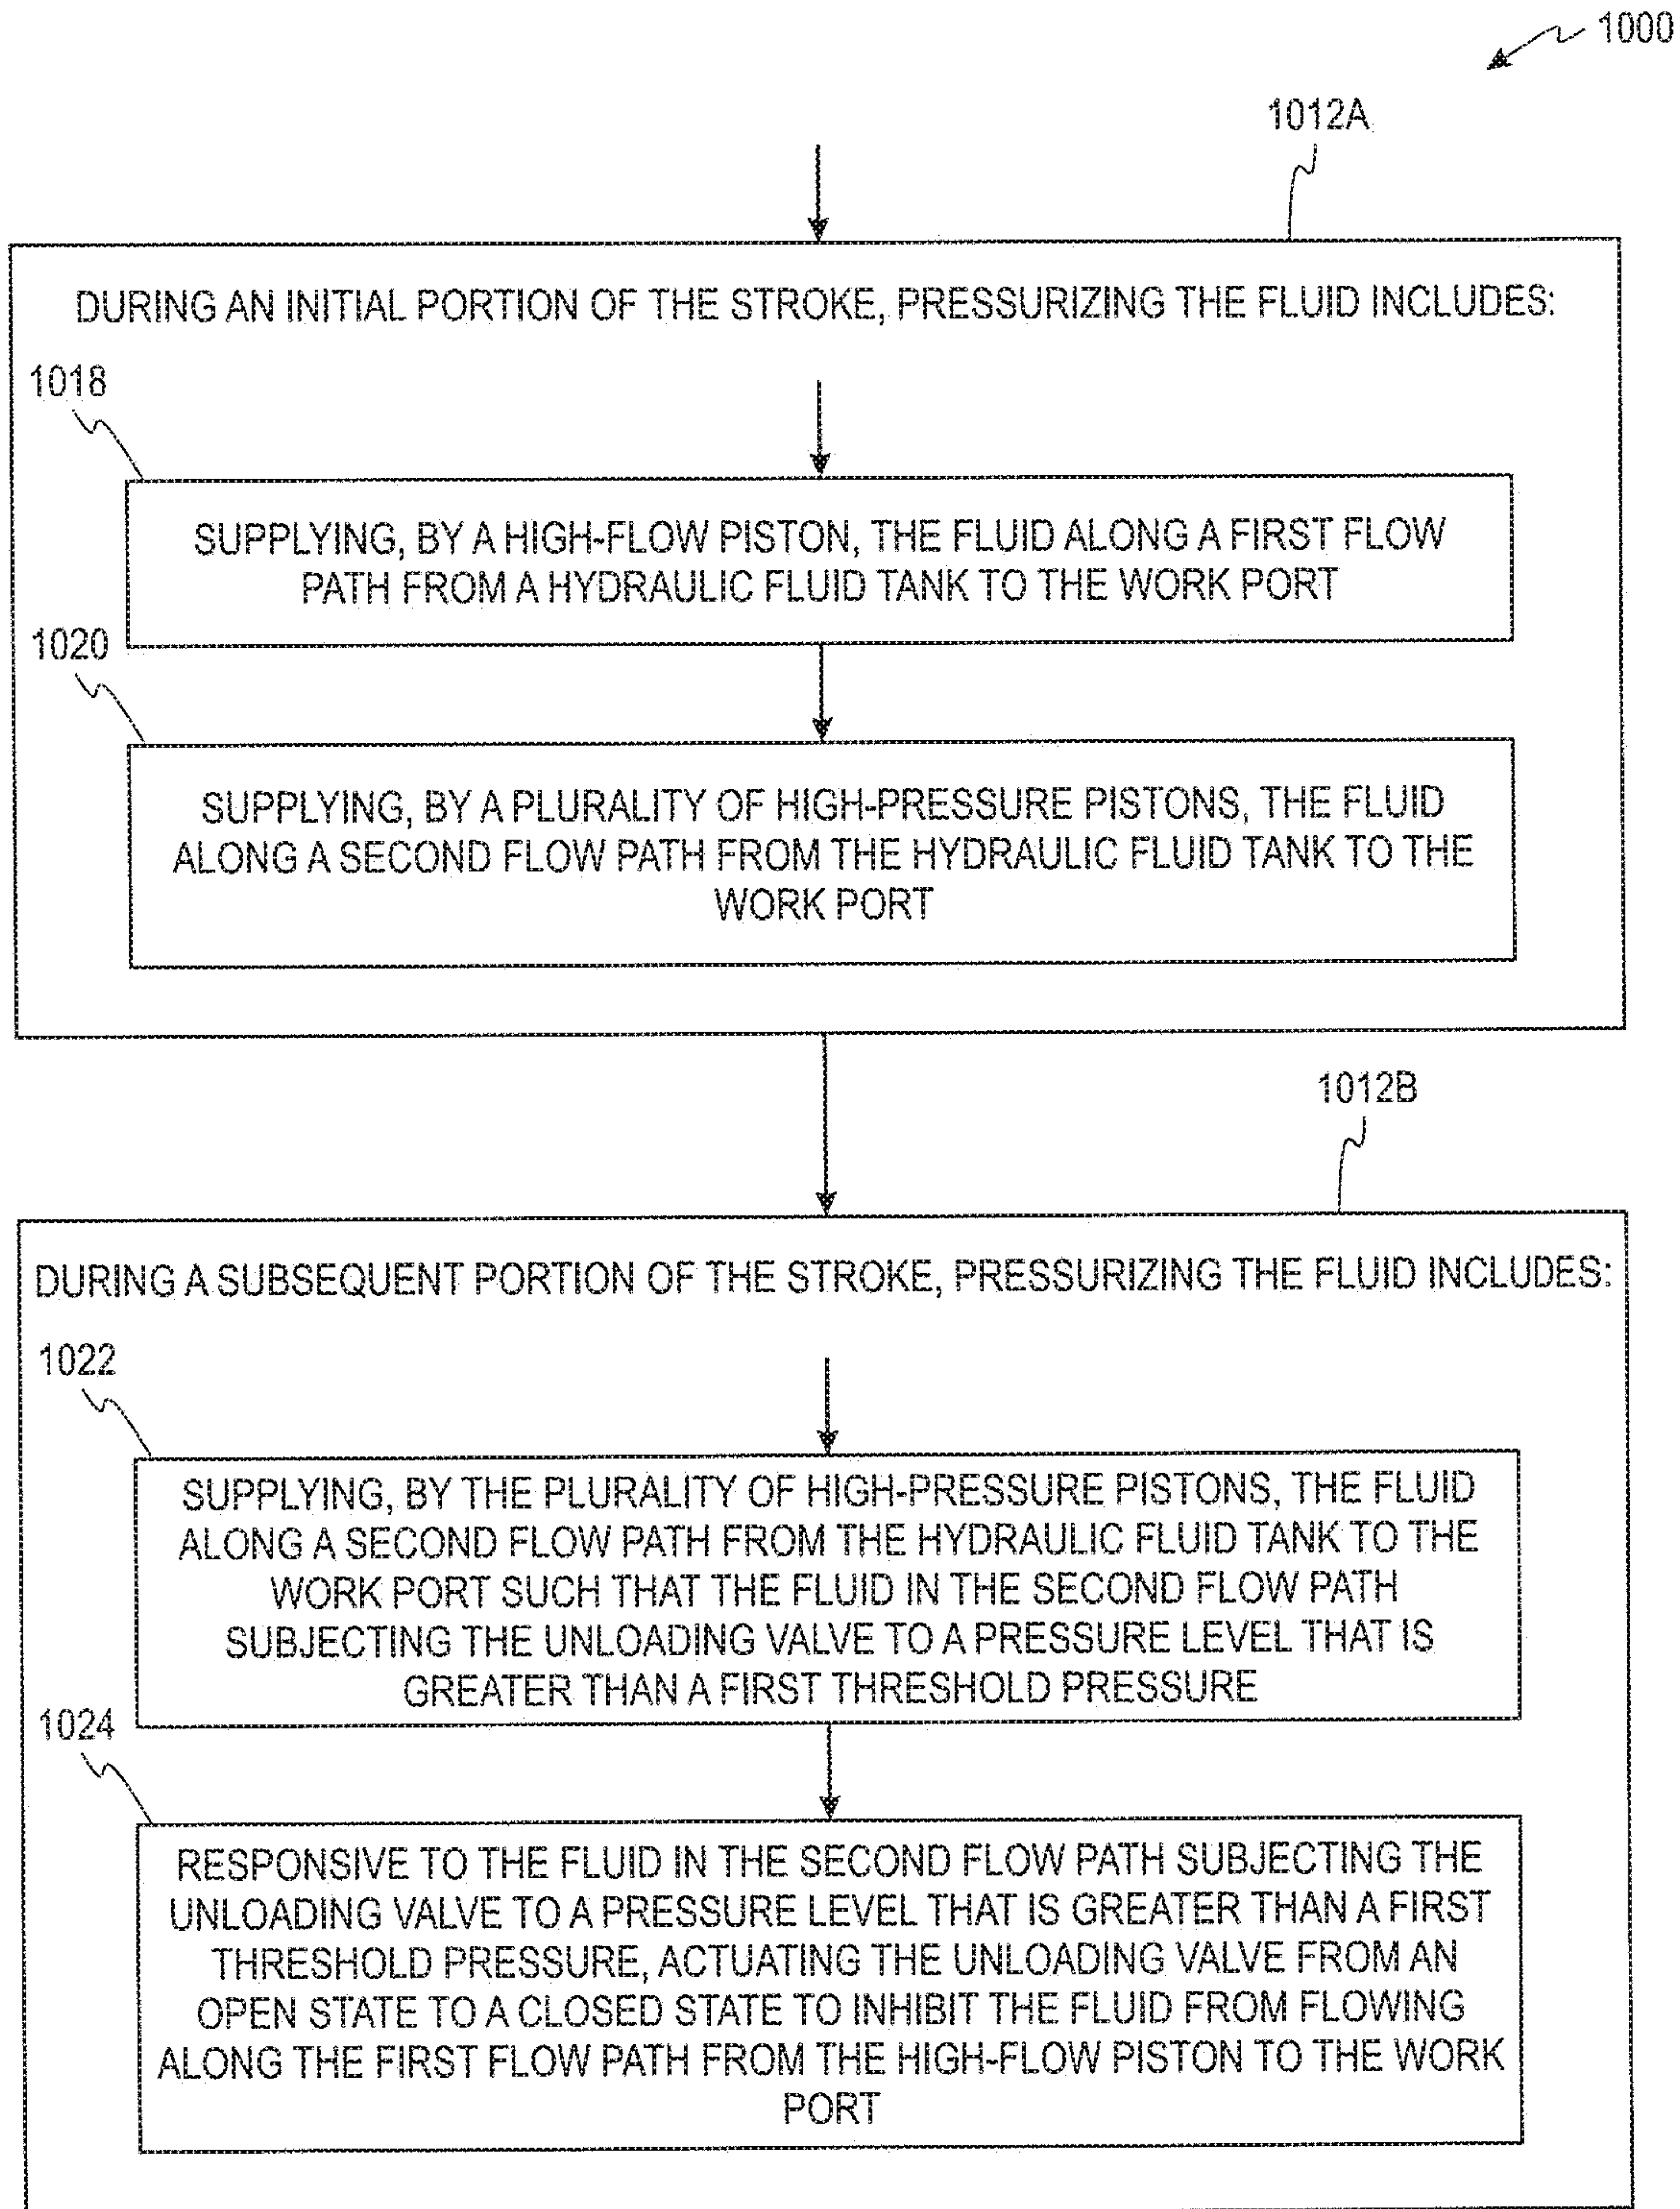 1000
1012A
DURING AN INITIAL PORTION OF THE STROKE, PRESSURIZING THE FLUID INCLUDES:
1018
SUPPLYING, BY A HIGH-FLOW PISTON, THE FLUID ALONG A FIRST FLOW
PATH FROM A HYDRAULIC FLUID TANK TO THE WORK PORT
1020
SUPPLYING, BY A PLURALITY OF HIGH-PRESSURE PISTONS, THE FLUID
ALONG A SECOND FLOW PATH FROM THE HYDRAULIC FLUID TANK TO THE
WORK PORT
1012B
DURING A SUBSEQUENT PORTION OF THE STROKE, PRESSURIZING THE FLUID INCLUDES:
1022
SUPPLYING, BY THE PLURALITY OF HIGH-PRESSURE PISTONS, THE FLUID
ALONG A SECOND FLOW PATH FROM THE HYDRAULIC FLUID TANK TO THE
WORK PORT SUCH THAT THE FLUID IN THE SECOND FLOW PATH
SUBJECTING THE UNLOADING VALVE TO A PRESSURE LEVEL THAT IS
GREATER THAN A FIRST THRESHOLD PRESSURE
1024
RESPONSIVE TO THE FLUID IN THE SECOND FLOW PATH SUBJECTING THE
UNLOADING VALVE TO A PRESSURE LEVEL THAT IS GREATER THAN A FIRST
THRESHOLD PRESSURE, ACTUATING THE UNLOADING VALVE FROM AN
OPEN STATE TO A CLOSED STATE TO INHIBIT THE FLUID FROM FLOWING
ALONG THE FIRST FLOW PATH FROM THE HIGH-FLOW PISTON TO THE WORK
PORT